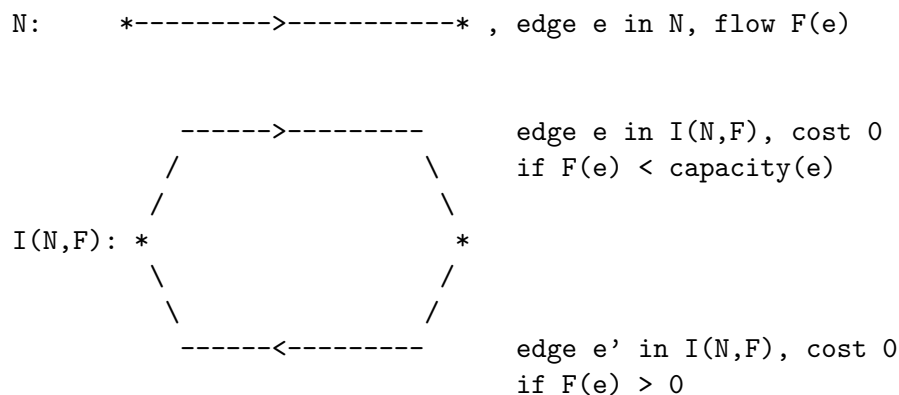 N: *--------->-----------* , edge e in N, flow F(e)
------>--------- edge e in I(N,F), cost 0
/ \ if F(e) < capacity(e)
/ \
I(N,F): * *
\ /
\ /
------<--------- edge e' in I(N,F), cost 0
if F(e) > 0